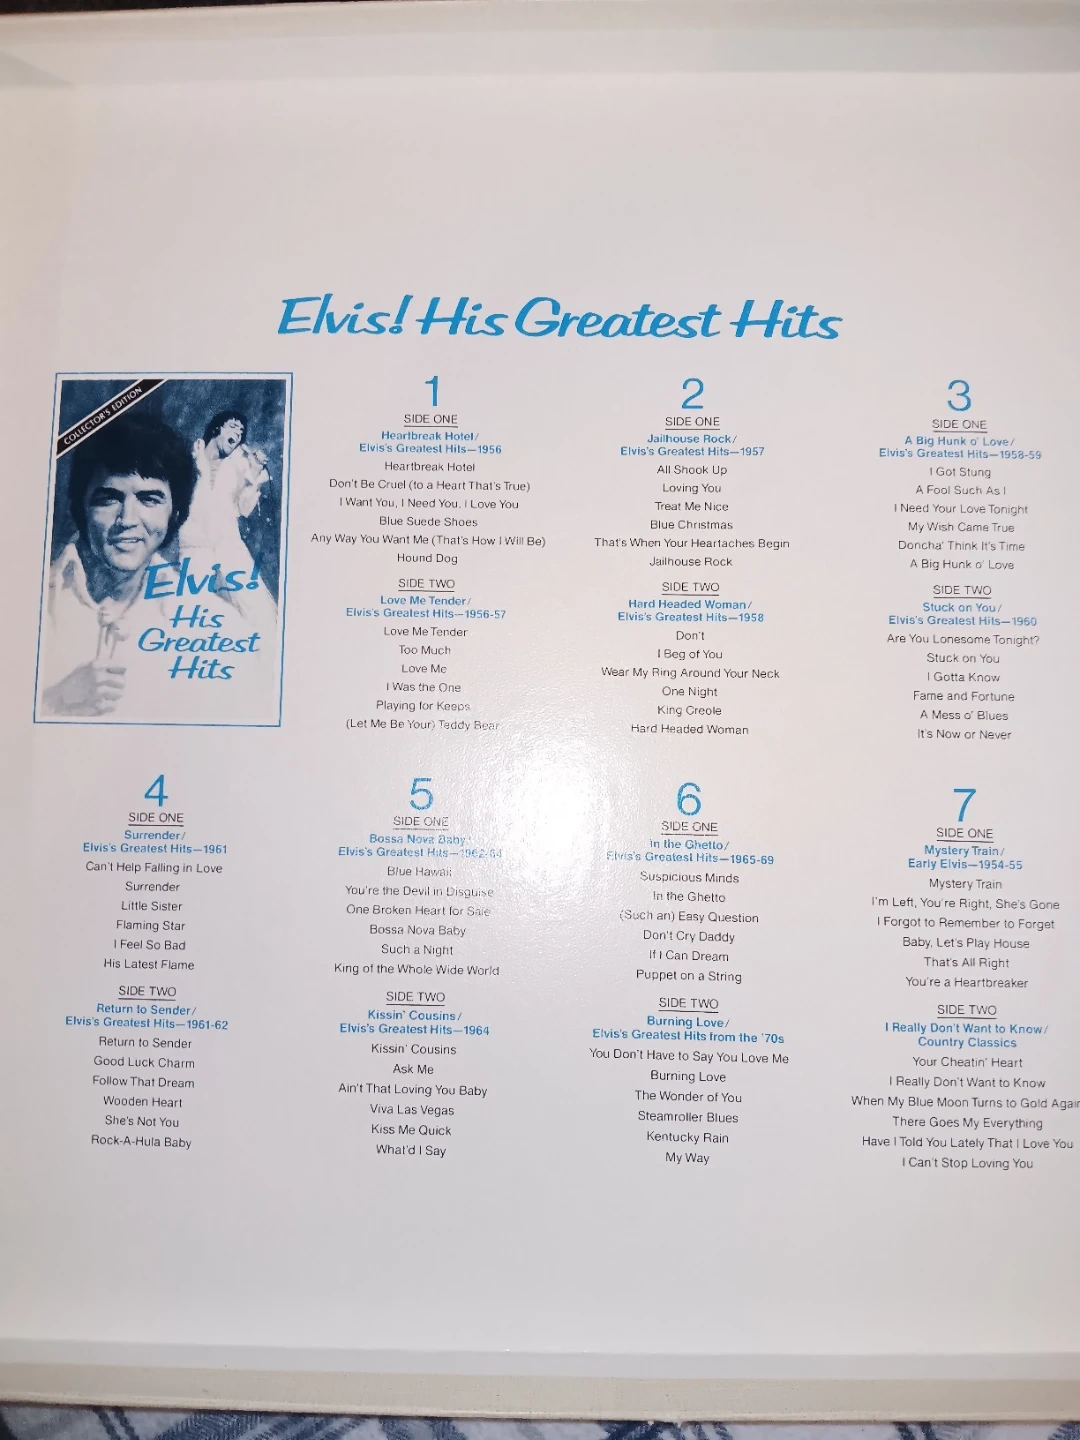 Elvis! His Greatest Hits
COLLECTOR'S EDITION
Elvis!
His
Greatest
Hits
1
SIDE ONE
Heartbreak Hotel/
Elvis's Greatest Hits—1956
Heartbreak Hotel
Don't Be Cruel (to a Heart That's True)
I Want You, I Need You, I Love You
Blue Suede Shoes
Any Way You Want Me (That's How I Will Be)
Hound Dog
SIDE TWO
Love Me Tender/
Elvis's Greatest Hits—1956-57
Love Me Tender
Too Much
Love Me
I Was the One
Playing for Keeps
(Let Me Be Your) Teddy Bear
2
SIDE ONE
Jailhouse Rock/
Elvis's Greatest Hits—1957
All Shook Up
Loving You
Treat Me Nice
Blue Christmas
That's When Your Heartaches Begin
Jailhouse Rock
SIDE TWO
Hard Headed Woman/
Elvis's Greatest Hits—1958
Don't
I Beg of You
Wear My Ring Around Your Neck
One Night
King Creole
Hard Headed Woman
3
SIDE ONE
A Big Hunk o' Love/
Elvis's Greatest Hits—1958-59
I Got Stung
A Fool Such As I
I Need Your Love Tonight
My Wish Came True
Doncha' Think It's Time
A Big Hunk o' Love
SIDE TWO
Stuck on You/
Elvis's Greatest Hits—1960
Are You Lonesome Tonight?
Stuck on You
I Gotta Know
Fame and Fortune
A Mess o' Blues
It's Now or Never
4
SIDE ONE
Surrender/
Elvis's Greatest Hits—1961
Can't Help Falling in Love
Surrender
Little Sister
Flaming Star
I Feel So Bad
His Latest Flame
SIDE TWO
Return to Sender/
Elvis's Greatest Hits—1961-62
Return to Sender
Good Luck Charm
Follow That Dream
Wooden Heart
She's Not You
Rock-A-Hula Baby
5
SIDE ONE
Bossa Nova Baby/
Elvis's Greatest Hits—1962-64
Blue Hawaii
You're the Devil in Disguise
One Broken Heart for Sale
Bossa Nova Baby
Such a Night
King of the Whole Wide World
SIDE TWO
Kissin' Cousins/
Elvis's Greatest Hits—1964
Kissin' Cousins
Ask Me
Ain't That Loving You Baby
Viva Las Vegas
Kiss Me Quick
What'd I Say
6
SIDE ONE
In the Ghetto/
Elvis's Greatest Hits—1965-69
Suspicious Minds
In the Ghetto
(Such an) Easy Question
Don't Cry Daddy
If I Can Dream
Puppet on a String
SIDE TWO
Burning Love/
Elvis's Greatest Hits from the '70s
You Don't Have to Say You Love Me
Burning Love
The Wonder of You
Steamroller Blues
Kentucky Rain
My Way
7
SIDE ONE
Mystery Train/
Early Elvis—1954-55
Mystery Train
I'm Left, You're Right, She's Gone
I Forgot to Remember to Forget
Baby, Let's Play House
That's All Right
You're a Heartbreaker
SIDE TWO
I Really Don't Want to Know/
Country Classics
Your Cheatin' Heart
I Really Don't Want to Know
When My Blue Moon Turns to Gold Again
There Goes My Everything
Have I Told You Lately That I Love You
I Can't Stop Loving You